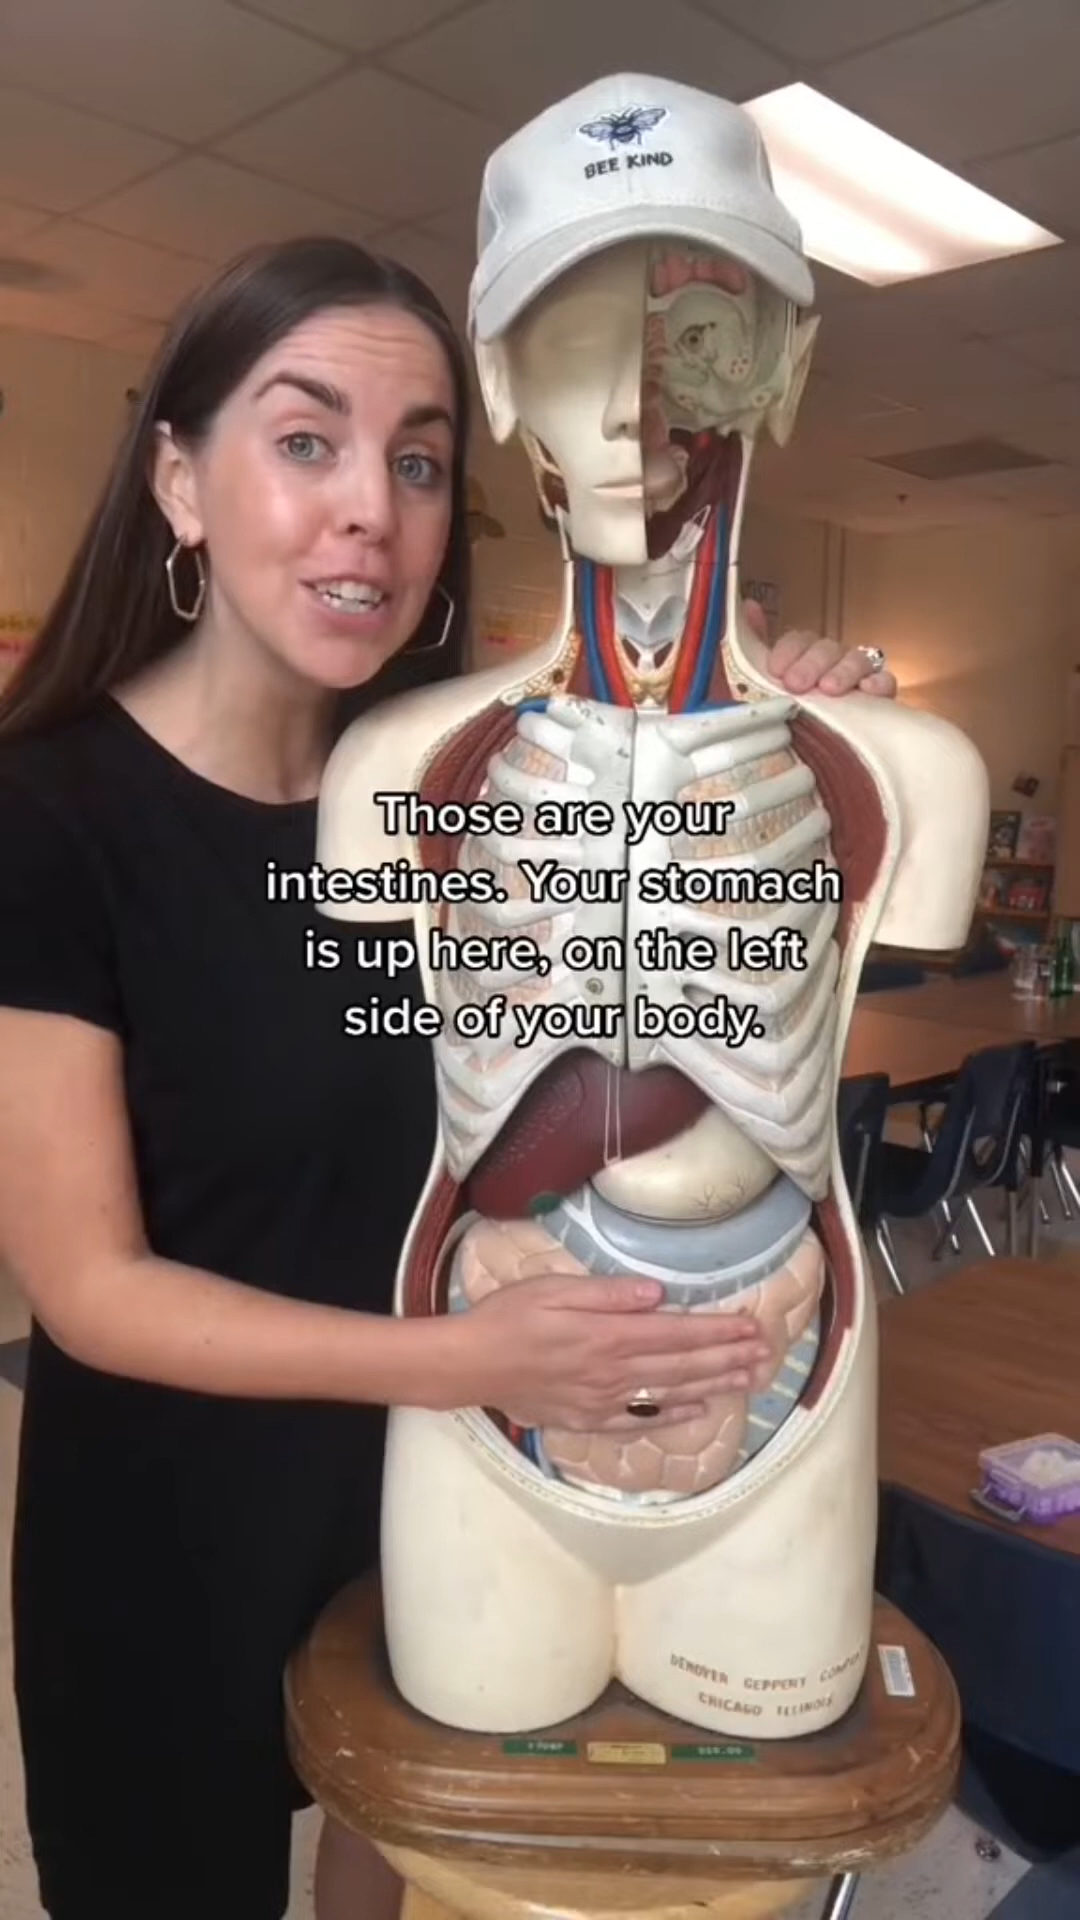 BEE KIND
Those are your
intestines. Your stomach
is up here, on the left
side of your body.
DENOYER GEPPERT
CHICAGO ILLINOIS